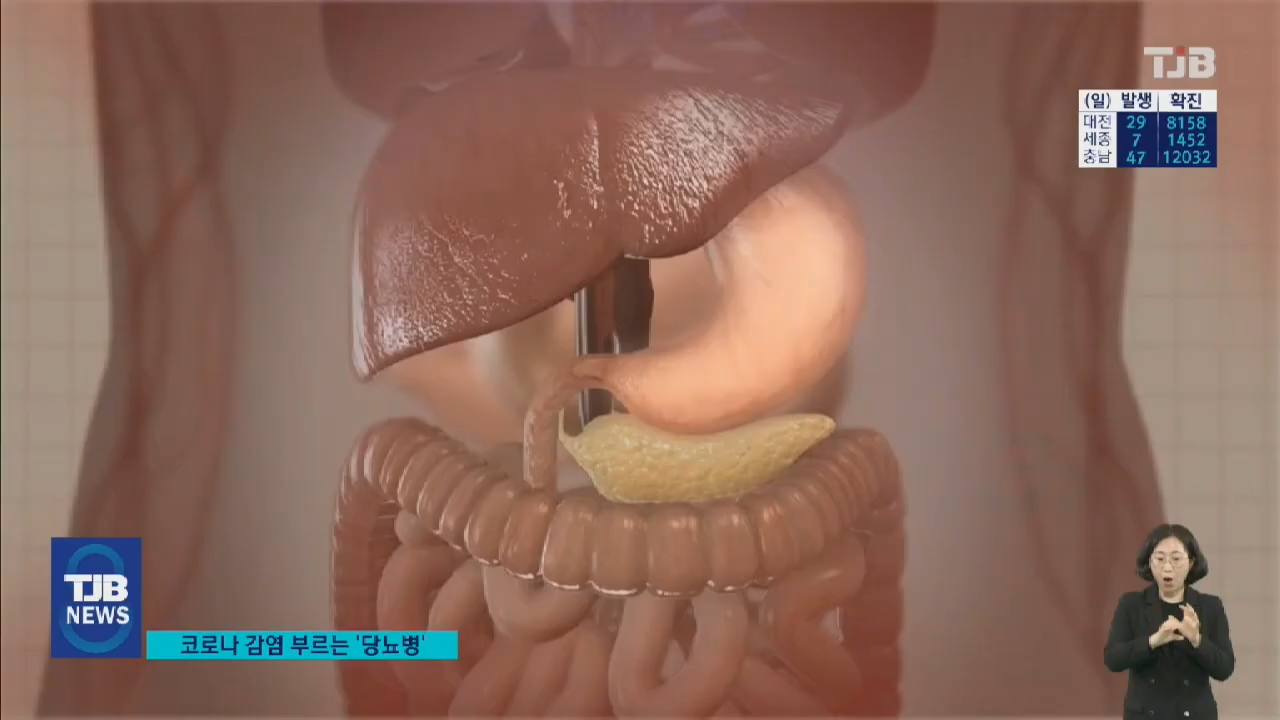 TJB
(일) 발생 확진
대전 29 8158
세종 7 1452
충남 47 12032
8
TJB
NEWS
코로나 감염 부르는 '당뇨병'